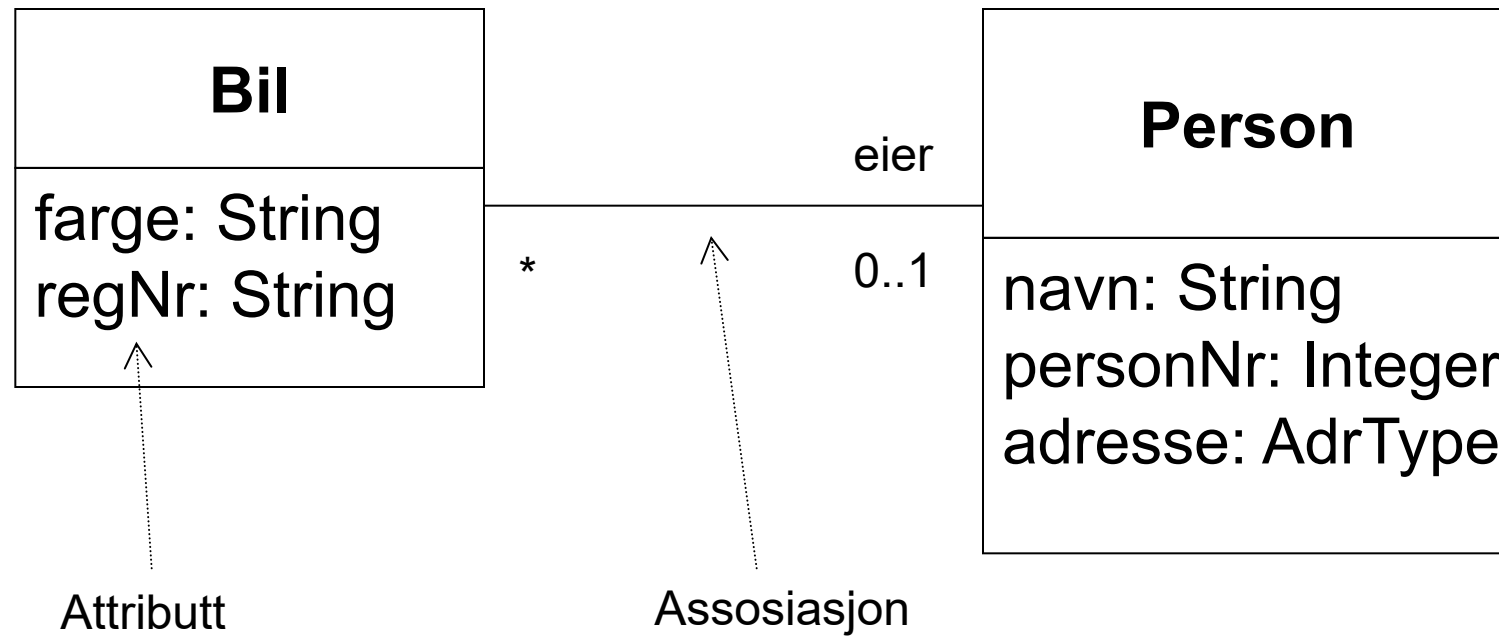 Bil
farge: String
regNr: String
eier
*
0..1
Person
navn: String
personNr: Integer
adresse: AdrType
Attributt
Assosiasjon